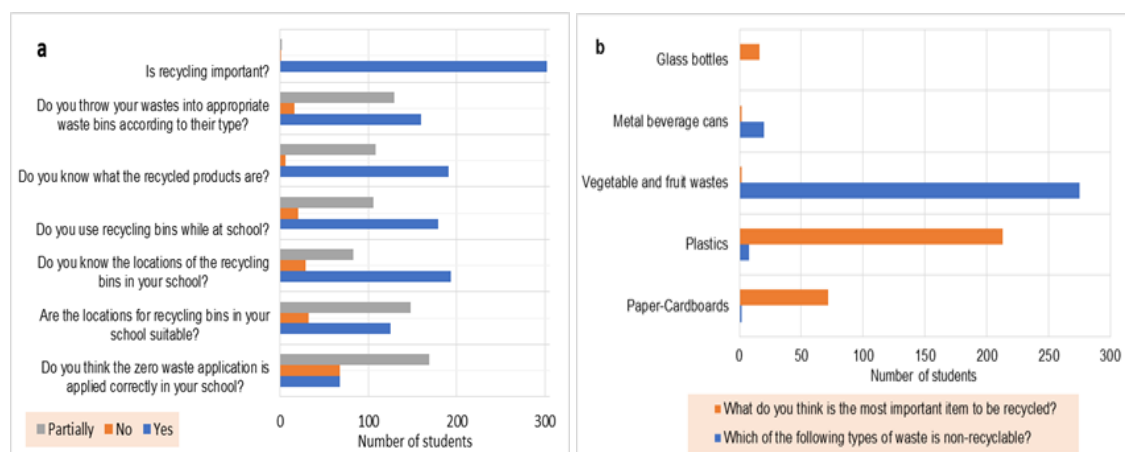 a
Is recycling important?
Do you throw your wastes into appropriate
waste bins according to their type?
Do you know what the recycled products are?
Do you use recycling bins while at school?
Do you know the locations of the recycling
bins in your school?
Are the locations for recycling bins in your
school suitable?
Do you think the zero waste application is
applied correctly in your school?
0 100 200 300
Number of students
Partially No Yes
b
Glass bottles
Metal beverage cans
Vegetable and fruit wastes
Plastics
Paper-Cardboards
0 50 100 150 200 250 300
Number of students
What do you think is the most important item to be recycled?
Which of the following types of waste is non-recyclable?